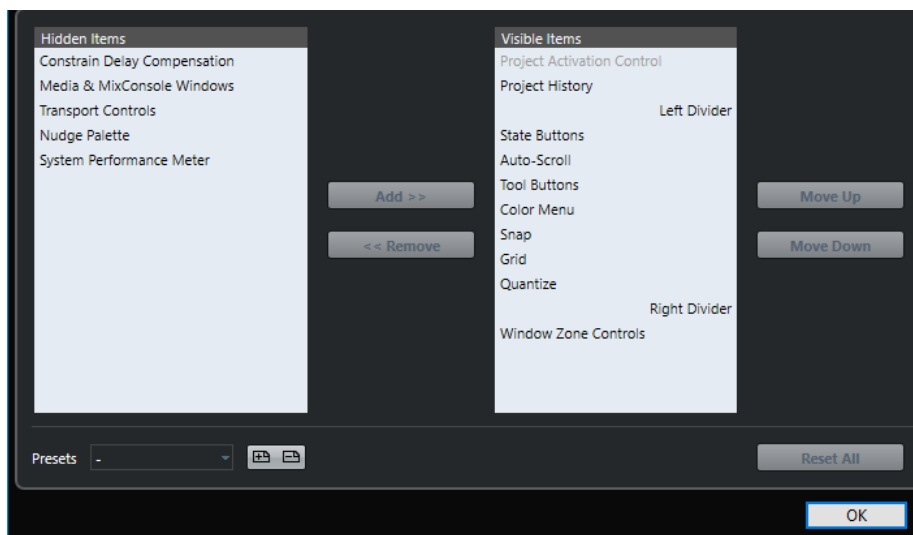 Hidden Items
Constrain Delay Compensation
Media & MixConsole Windows
Transport Controls
Nudge Palette
System Performance Meter
Add >>
<< Remove
Visible Items
Project Activation Control
Project History
Left Divider
State Buttons
Auto-Scroll
Tool Buttons
Color Menu
Snap
Grid
Quantize
Right Divider
Window Zone Controls
Move Up
Move Down
Presets -
Reset All
OK